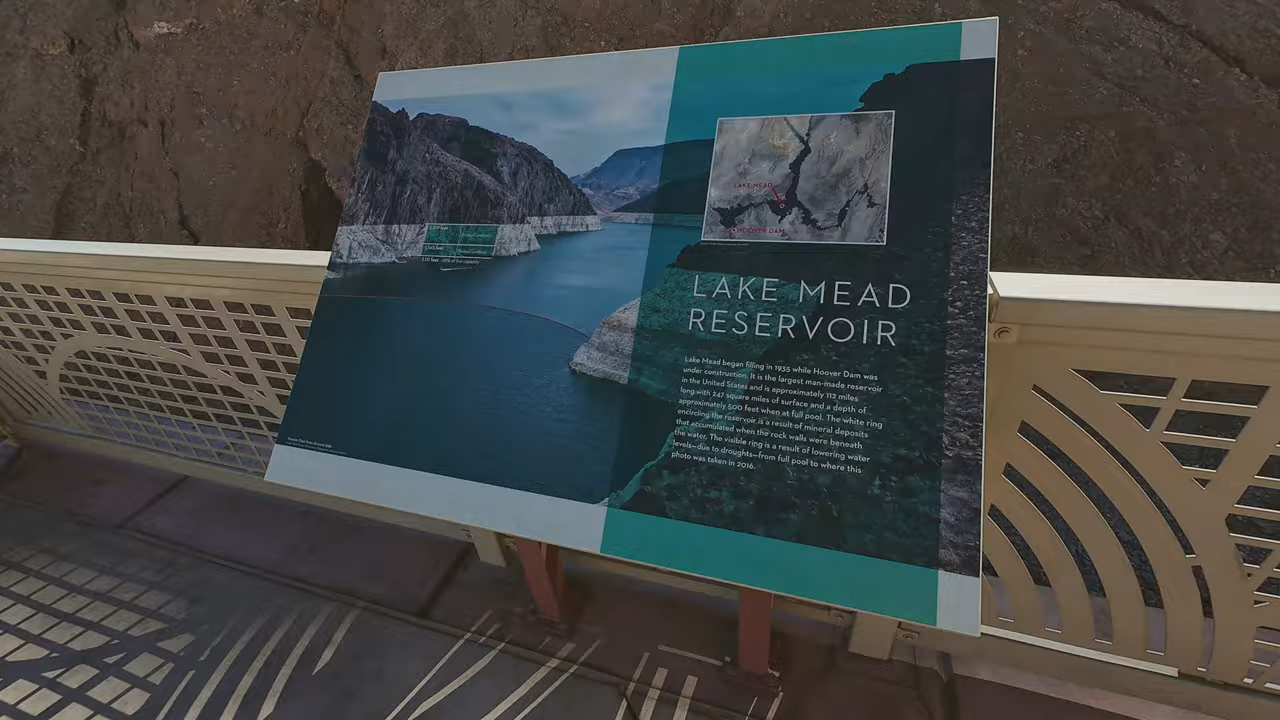 LAKE MEAD
HOOVER DAM
LAKE MEAD
RESERVOIR
Lake Mead began filling in 1935 while Hoover Dam was
under construction. It is the largest man-made reservoir
in the United States and is approximately 112 miles
long with 247 square miles of surface and a depth of
approximately 500 feet when at full pool. The white ring
encircling the reservoir is a result of mineral deposits
that accumulated when the rock walls were beneath
the water. The visible ring is a result of lowering water
levels—due to droughts—from full pool to where this
photo was taken in 2016.